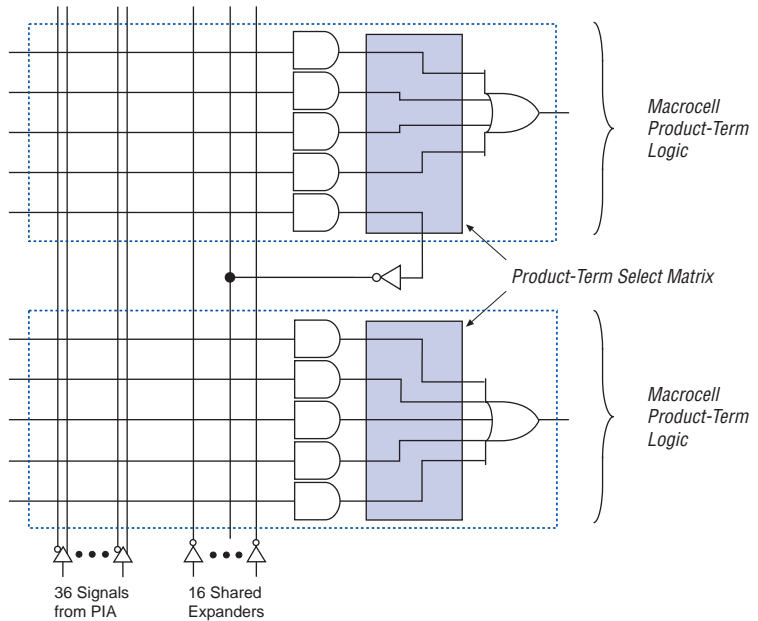 Macrocell
Product-Term
Logic
Product-Term Select Matrix
Macrocell
Product-Term
Logic
36 Signals
from PIA
16 Shared
Expanders